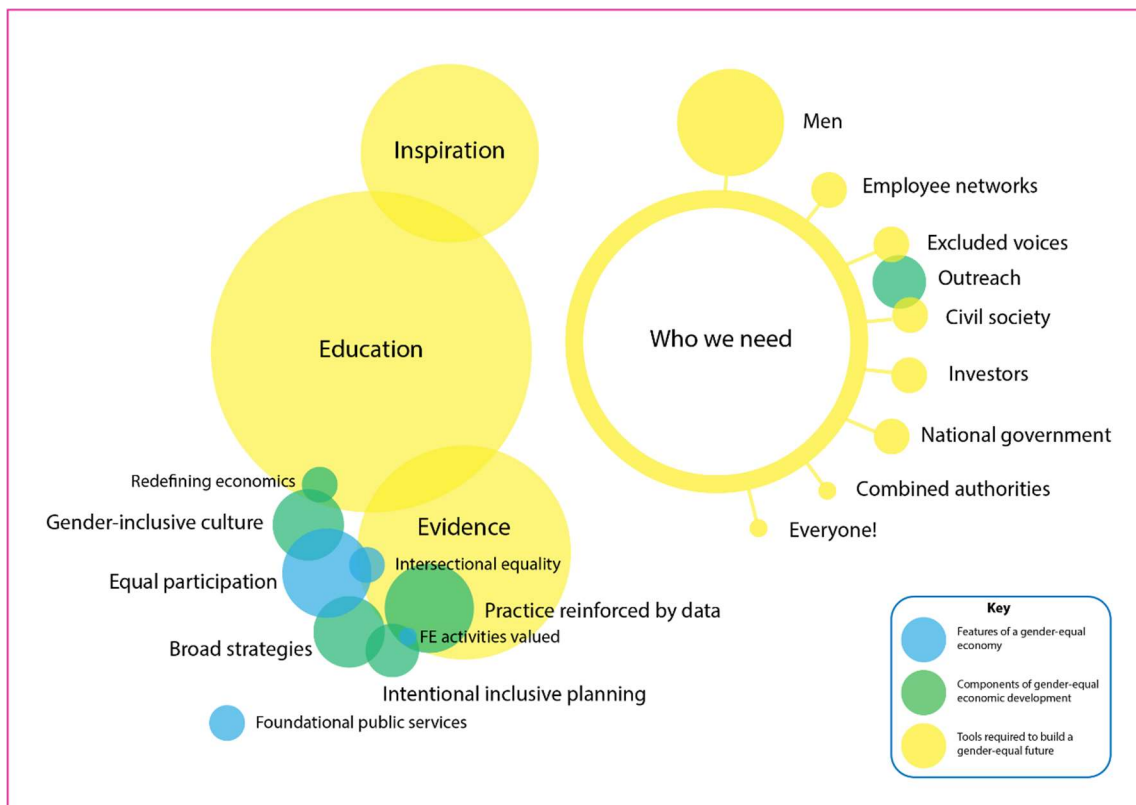 Inspiration
Education
Redefining economics
Gender-inclusive culture
Evidence
Intersectional equality
Equal participation
Practice reinforced by data
FE activities valued
Broad strategies
Intentional inclusive planning
Foundational public services
Men
Employee networks
Excluded voices
Outreach
Civil society
Who we need
Investors
National government
Combined authorities
Everyone!
Key
Features of a gender-equal
economy
Components of gender-equal
economic development
Tools required to build a
gender-equal future